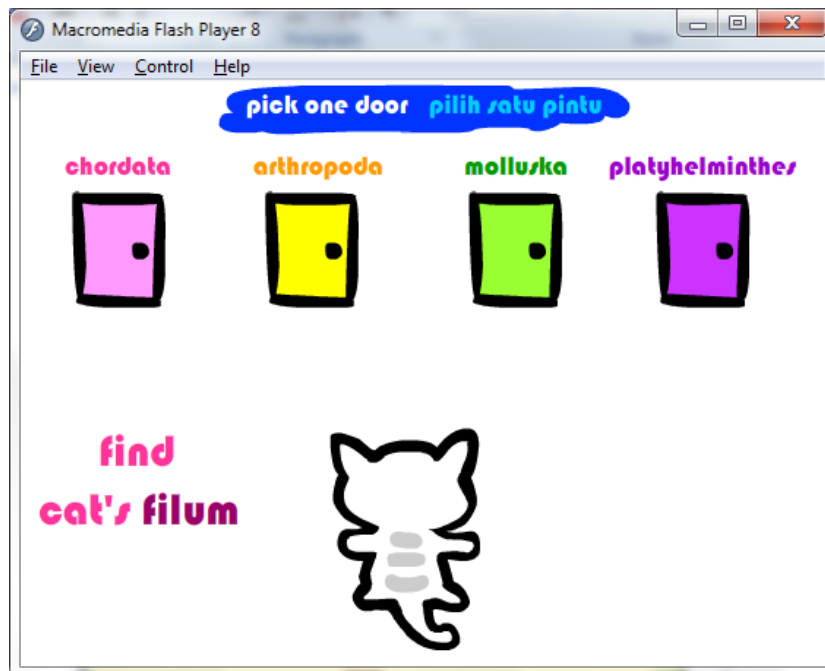 Macromedia Flash Player 8
File View Control Help
pick one door pilih satu pintu
chordata arthropoda molluska platyhelminthes
find
cat's filum